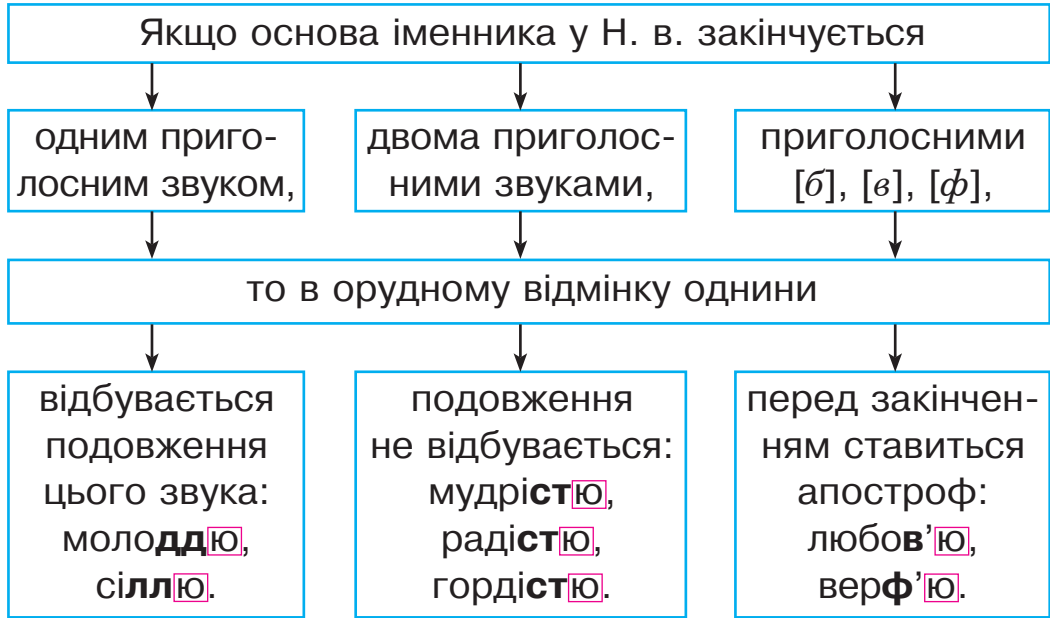 Якщо основа іменника у Н. в. закінчується
одним приго-
лосним звуком,
двома приголос-
ними звуками,
приголосними
[б], [в], [ф],
то в орудному відмінку однини
відбувається
подовження
цього звука:
молоддю,
сіллю.
подовження
не відбувається:
мудрістю,
радістю,
гордістю.
перед закінчен-
ням ставиться
апостроф:
любов’ю,
верф’ю.